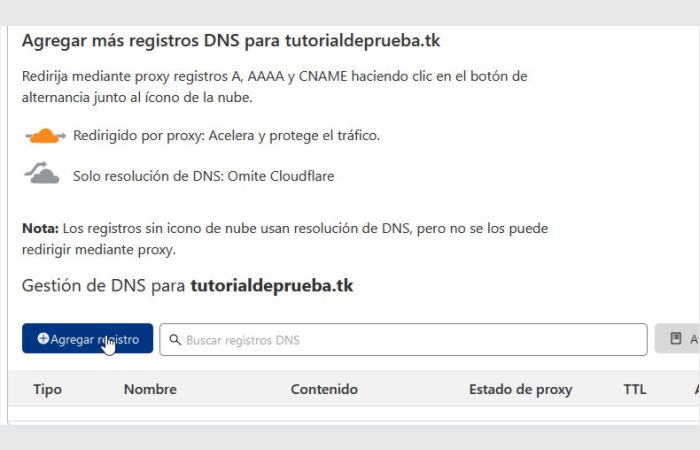 Agregar más registros DNS para tutorialdeprueba.tk
Redirija mediante proxy registros A, AAAA y CNAME haciendo clic en el botón de
alternancia junto al ícono de la nube.
Redirigido por proxy: Acelera y protege el tráfico.
Solo resolución de DNS: Omite Cloudflare
Nota: Los registros sin icono de nube usan resolución de DNS, pero no se los puede
redirigir mediante proxy.
Gestión de DNS para tutorialdeprueba.tk
Agregar registro
Buscar registros DNS
Tipo Nombre Contenido Estado de proxy TTL